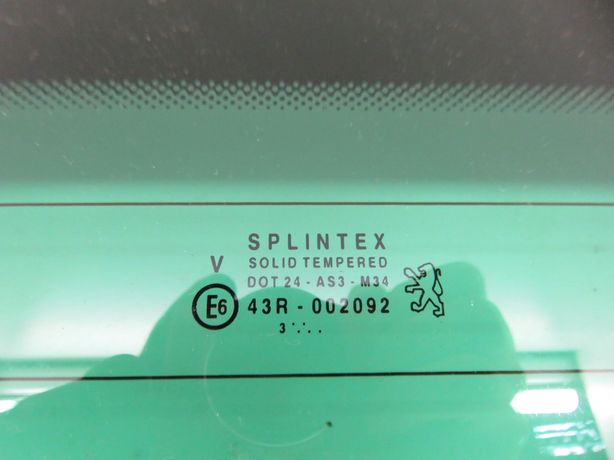 SPLINTEX
V SOLID TEMPERED
DOT 24 - AS3 - M34
E6 43R - 002092
3 ∵..